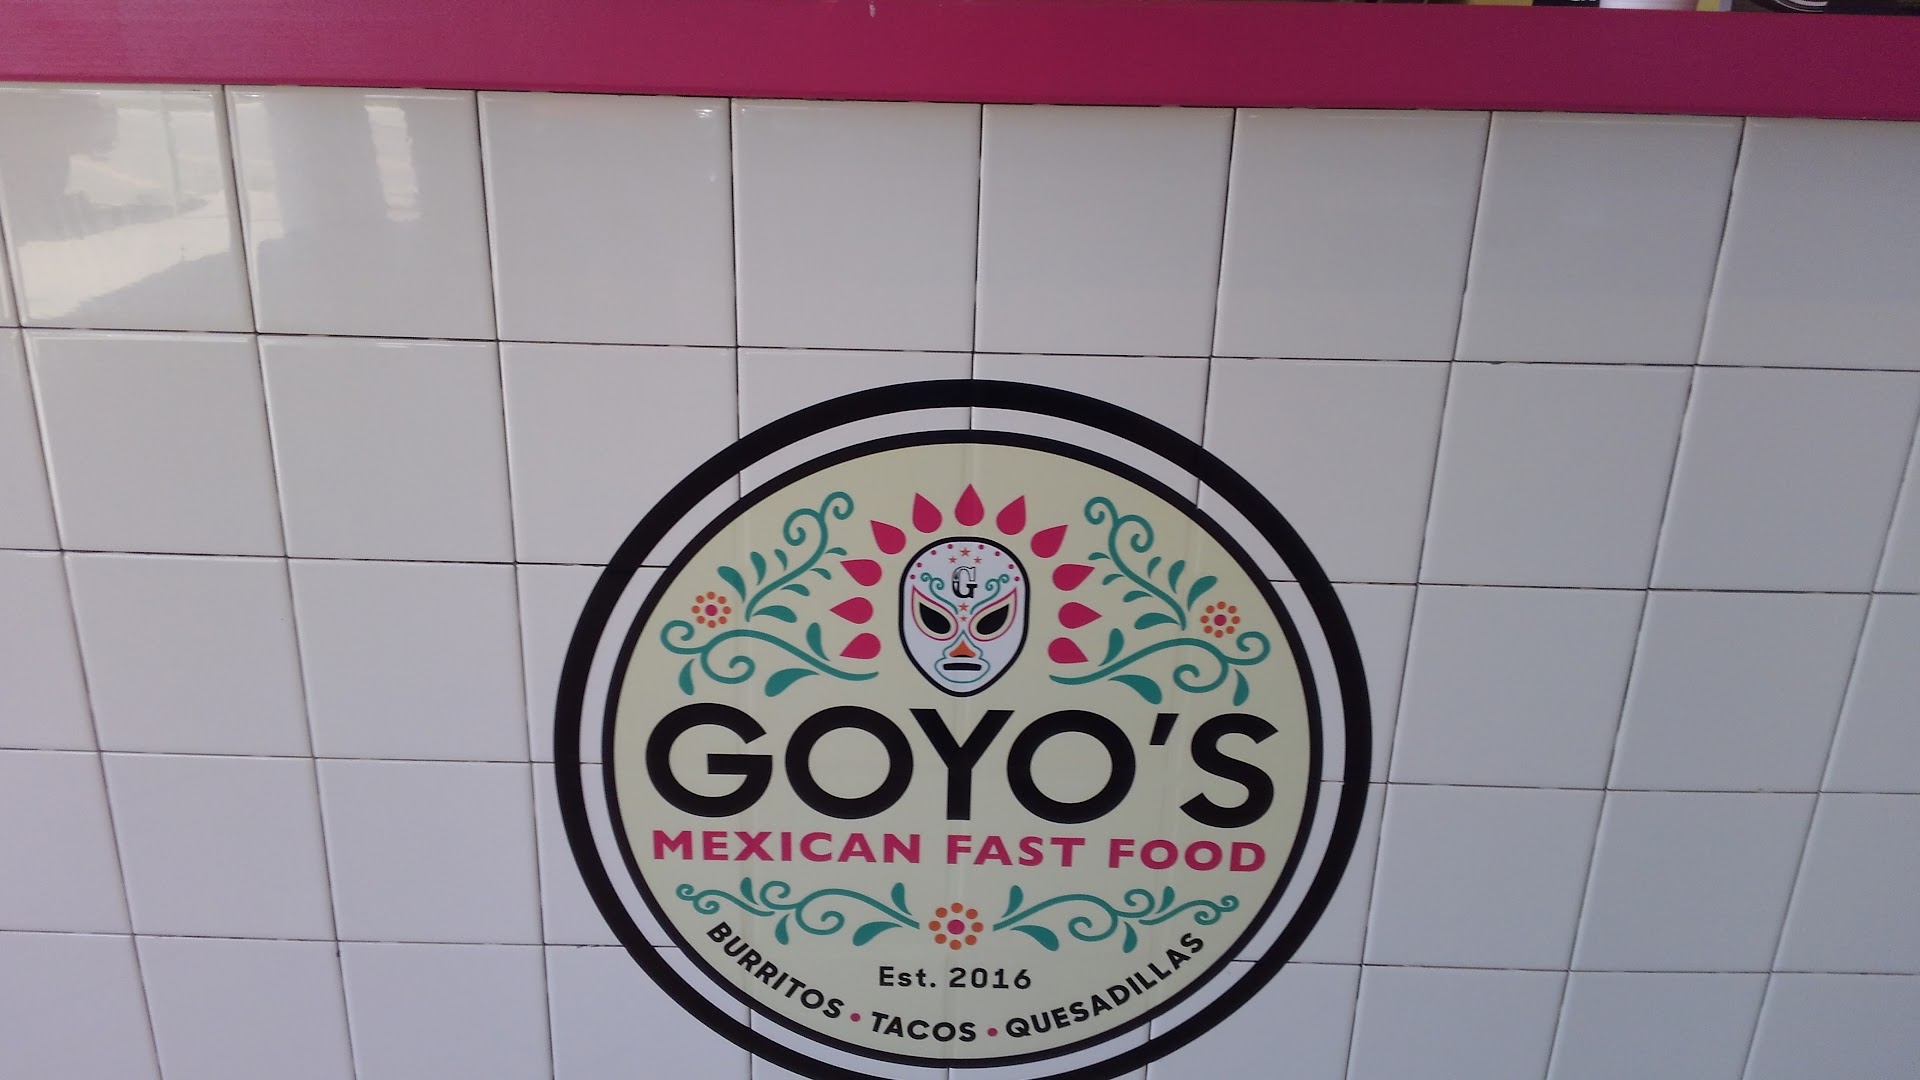 G
GOYO'S
MEXICAN FAST FOOD
Est. 2016
BURRITOS • TACOS • QUESADILLAS